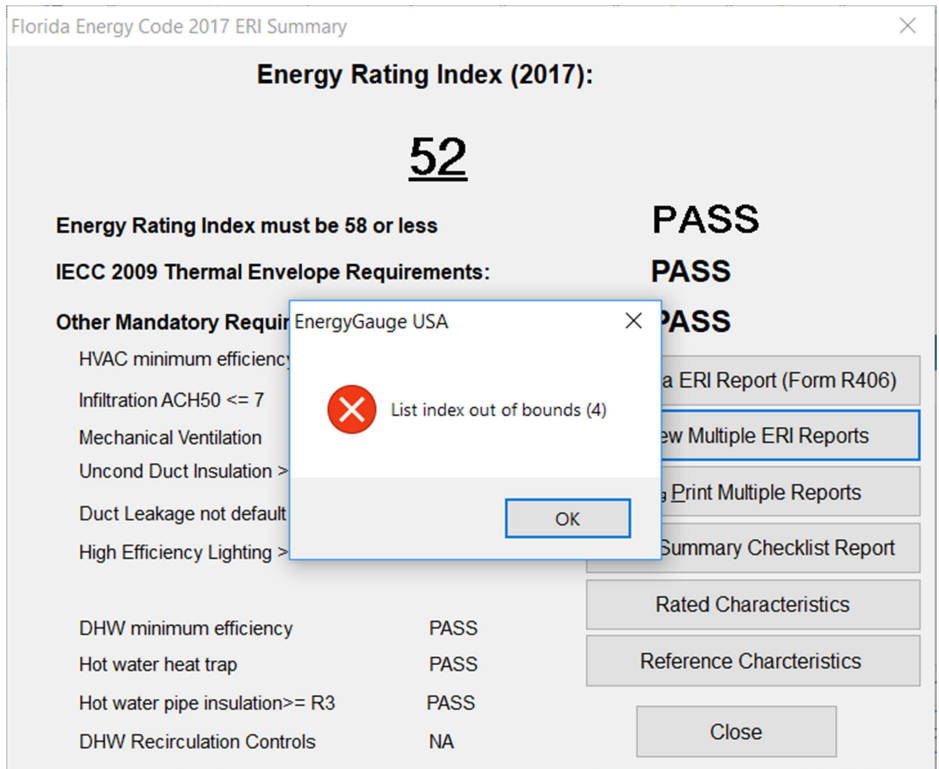 Florida Energy Code 2017 ERI Summary
Energy Rating Index (2017):
52
Energy Rating Index must be 58 or less PASS
IECC 2009 Thermal Envelope Requirements: PASS
Other Mandatory Requir PASS
EnergyGauge USA
List index out of bounds (4)
OK
HVAC minimum efficiency
Infiltration ACH50 <= 7
Mechanical Ventilation
Uncond Duct Insulation >
Duct Leakage not default
High Efficiency Lighting >
DHW minimum efficiency PASS
Hot water heat trap PASS
Hot water pipe insulation>= R3 PASS
DHW Recirculation Controls NA
a ERI Report (Form R406)
ew Multiple ERI Reports
Print Multiple Reports
Summary Checklist Report
Rated Characteristics
Reference Charcteristics
Close